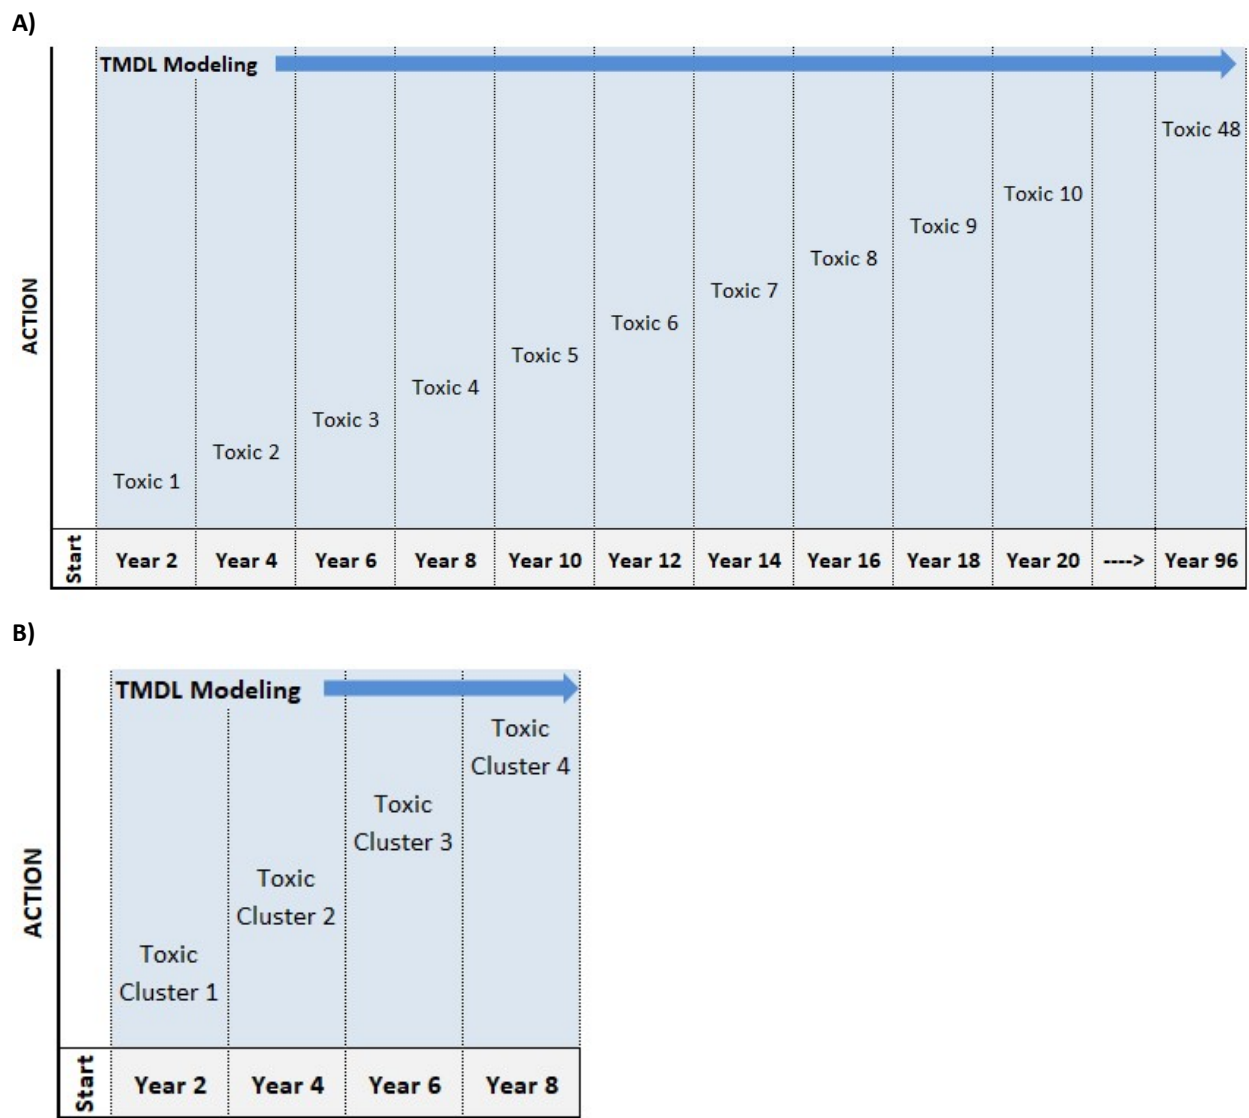 A)
TMDL Modeling
Toxic 48
Toxic 10
Toxic 9
Toxic 8
Toxic 7
Toxic 6
Toxic 5
Toxic 4
Toxic 3
Toxic 2
Toxic 1
ACTION
Start Year 2 Year 4 Year 6 Year 8 Year 10 Year 12 Year 14 Year 16 Year 18 Year 20 ----> Year 96
B)
TMDL Modeling
Toxic
Cluster 4
Toxic
Cluster 3
Toxic
Cluster 2
Toxic
Cluster 1
ACTION
Start Year 2 Year 4 Year 6 Year 8